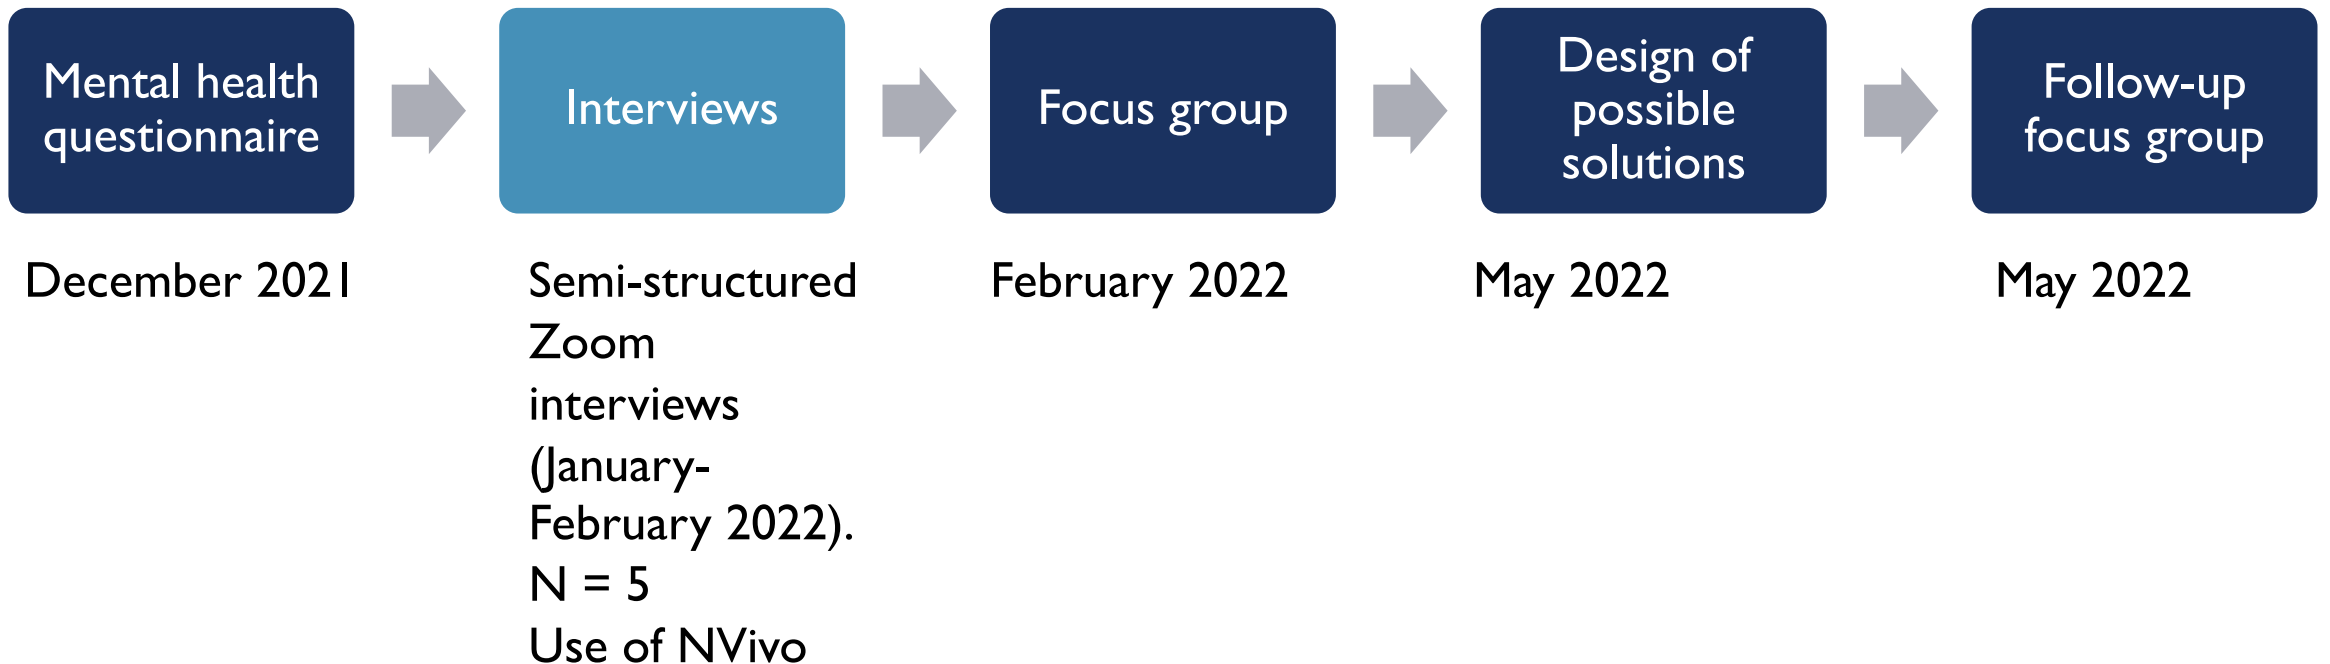 Mental health
questionnaire
Interviews
Focus group
Design of
possible
solutions
Follow-up
focus group
December 2021
Semi-structured
Zoom
interviews
(January-
February 2022).
N = 5
Use of NVivo
February 2022
May 2022
May 2022